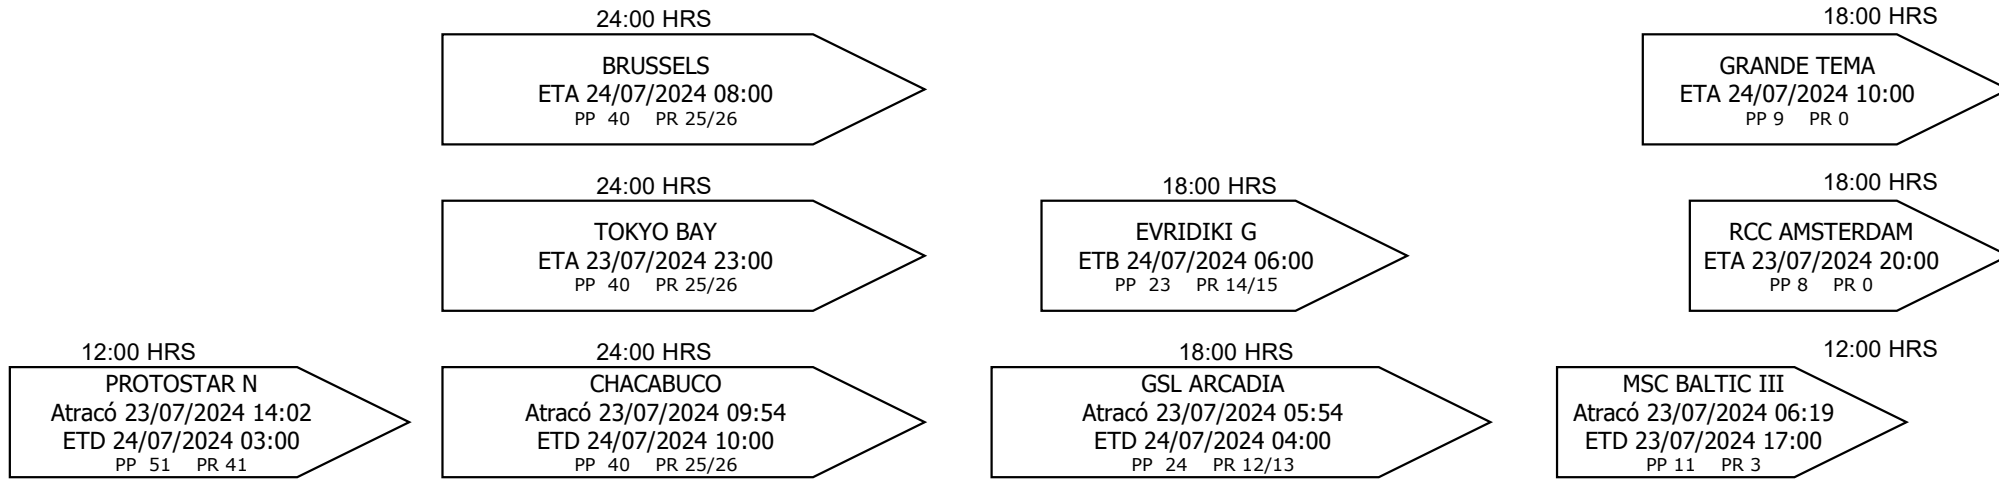 24:00 HRS
BRUSSELS
ETA 24/07/2024 08:00
PP 40 PR 25/26
18:00 HRS
GRANDE TEMA
ETA 24/07/2024 10:00
PP 9 PR 0
24:00 HRS
TOKYO BAY
ETA 23/07/2024 23:00
PP 40 PR 25/26
18:00 HRS
EVRIDIKI G
ETB 24/07/2024 06:00
PP 23 PR 14/15
18:00 HRS
RCC AMSTERDAM
ETA 23/07/2024 20:00
PP 8 PR 0
12:00 HRS
PROTOSTAR N
Atracó 23/07/2024 14:02
ETD 24/07/2024 03:00
PP 51 PR 41
24:00 HRS
CHACABUCO
Atracó 23/07/2024 09:54
ETD 24/07/2024 10:00
PP 40 PR 25/26
18:00 HRS
GSL ARCADIA
Atracó 23/07/2024 05:54
ETD 24/07/2024 04:00
PP 24 PR 12/13
12:00 HRS
MSC BALTIC III
Atracó 23/07/2024 06:19
ETD 23/07/2024 17:00
PP 11 PR 3